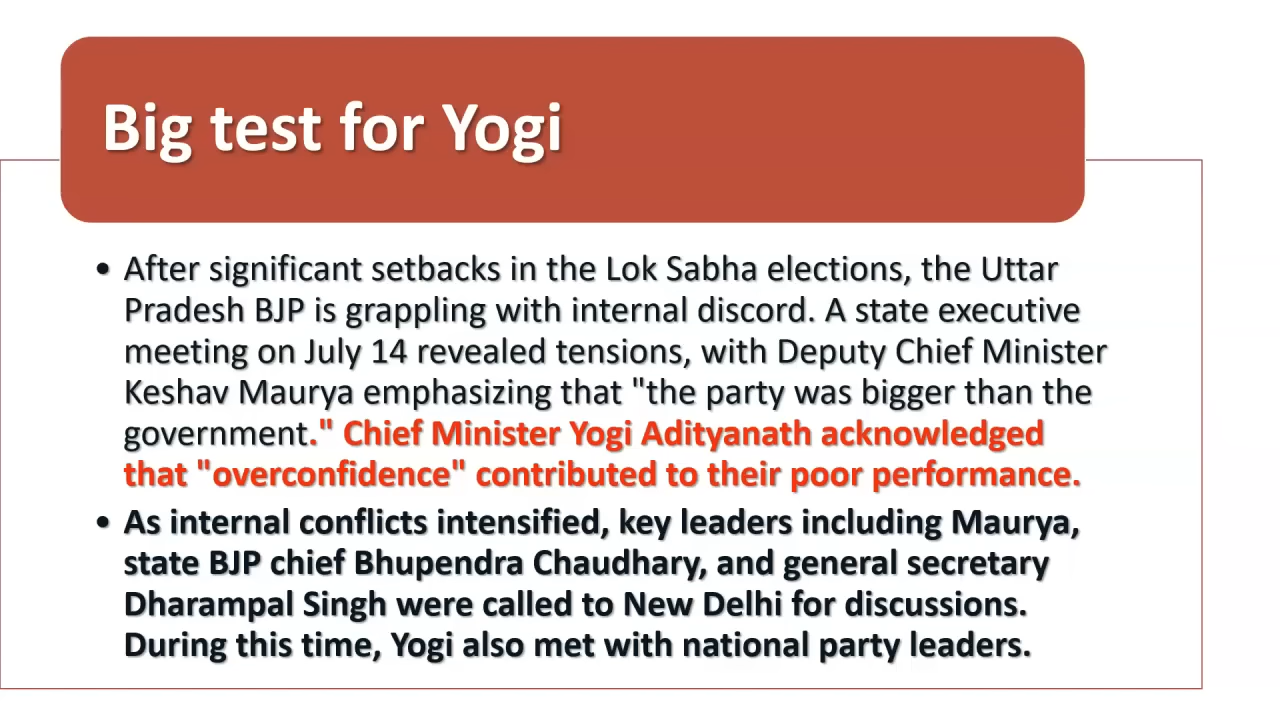 Big test for Yogi
• After significant setbacks in the Lok Sabha elections, the Uttar
Pradesh BJP is grappling with internal discord. A state executive
meeting on July 14 revealed tensions, with Deputy Chief Minister
Keshav Maurya emphasizing that "the party was bigger than the
government." Chief Minister Yogi Adityanath acknowledged
that "overconfidence" contributed to their poor performance.
• As internal conflicts intensified, key leaders including Maurya,
state BJP chief Bhupendra Chaudhary, and general secretary
Dharampal Singh were called to New Delhi for discussions.
During this time, Yogi also met with national party leaders.